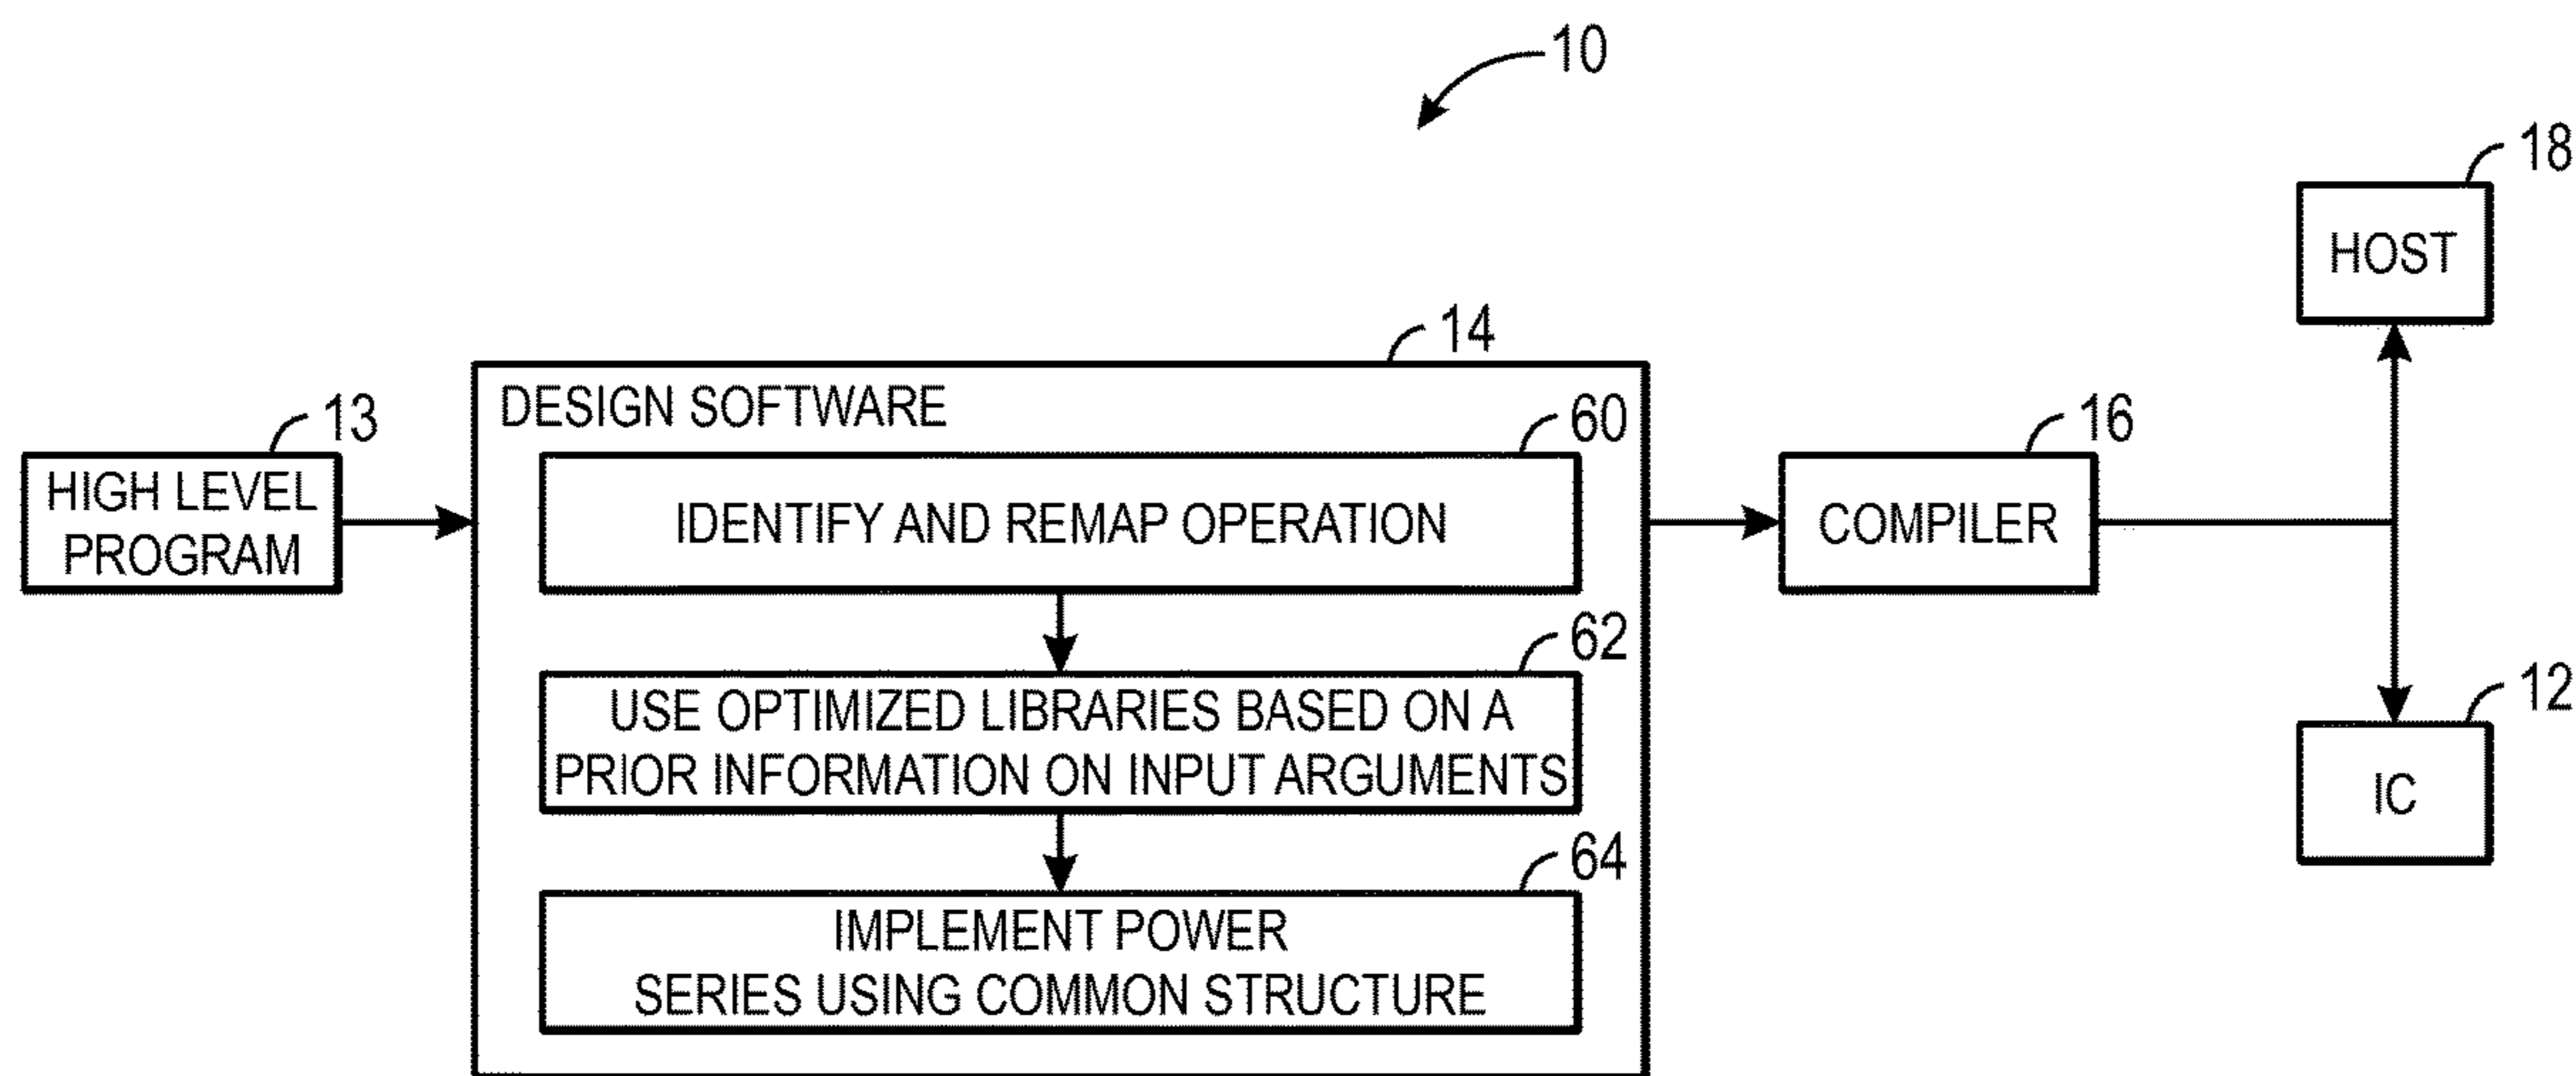 10
18
HOST
14
DESIGN SOFTWARE
13
HIGH LEVEL
PROGRAM
60
IDENTIFY AND REMAP OPERATION
16
COMPILER
62
USE OPTIMIZED LIBRARIES BASED ON A
PRIOR INFORMATION ON INPUT ARGUMENTS
12
IC
64
IMPLEMENT POWER
SERIES USING COMMON STRUCTURE